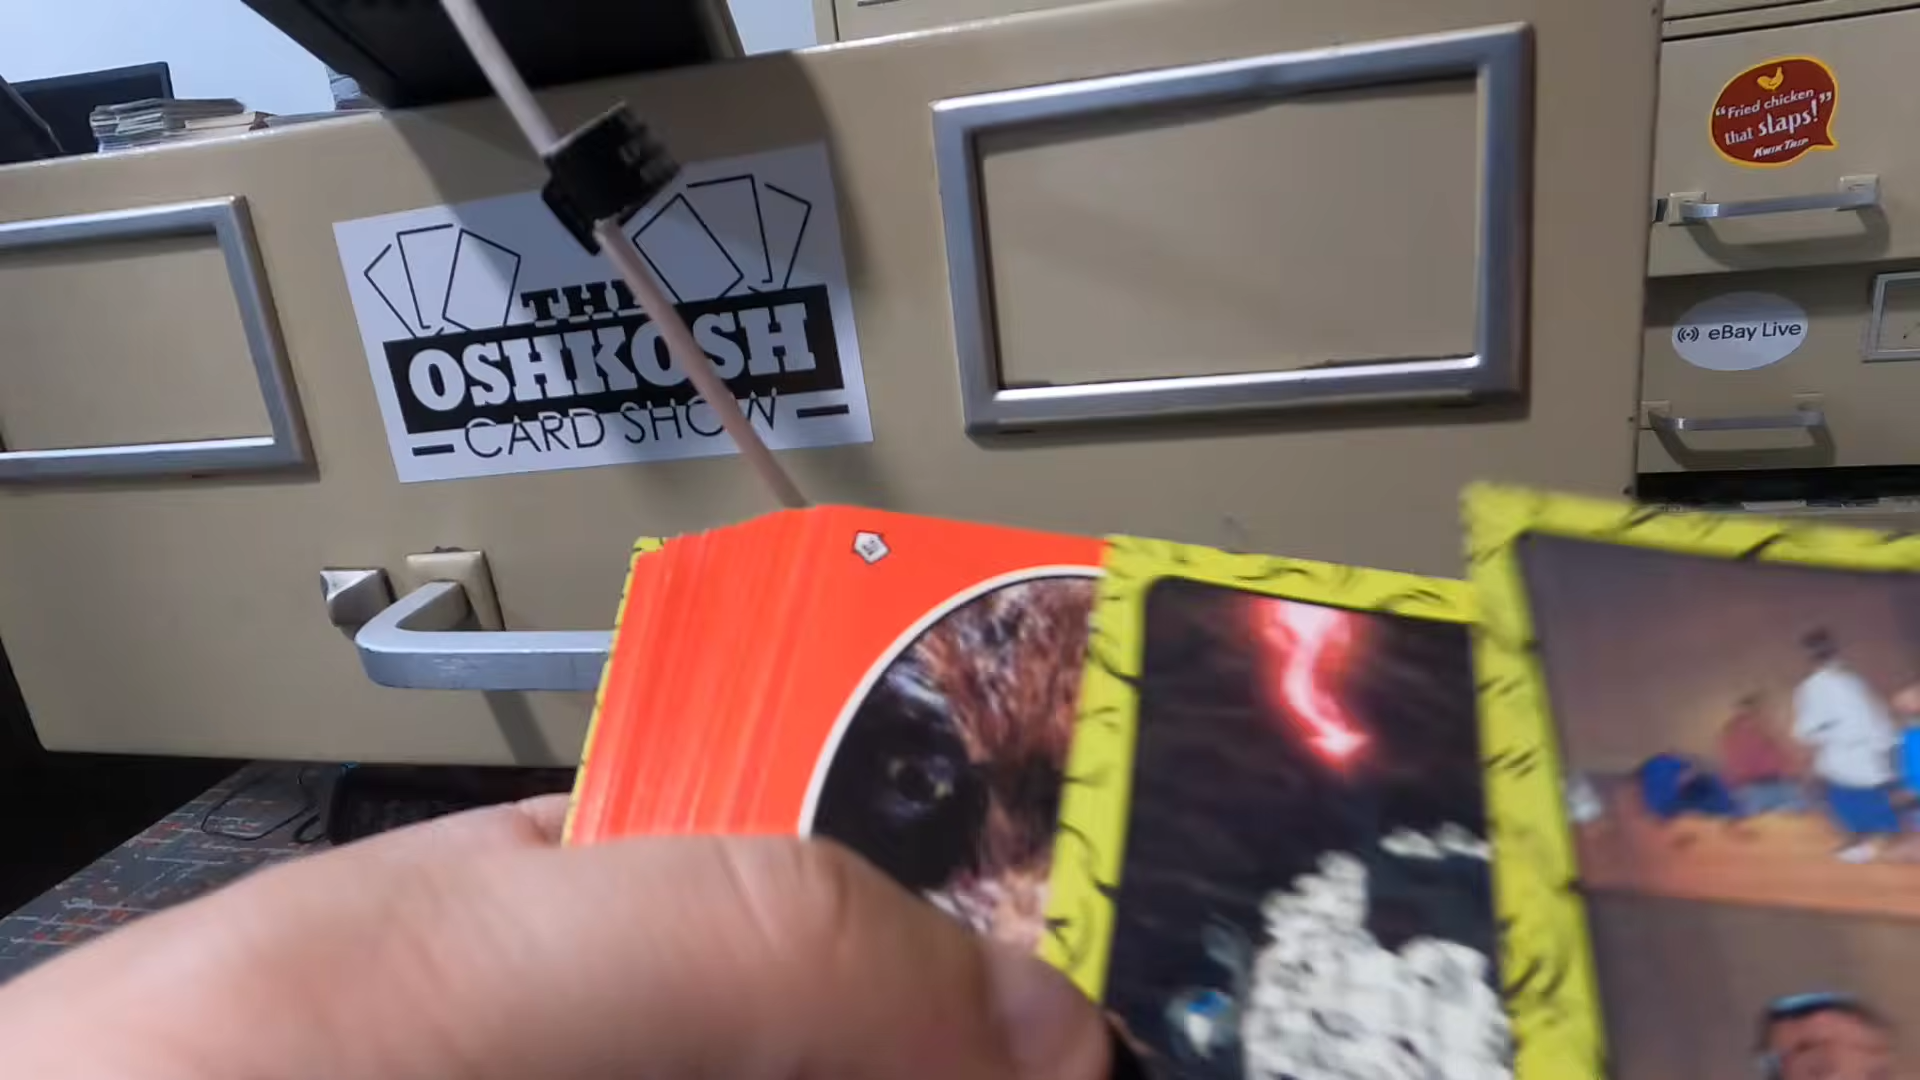 THE
OSHKOSH
CARD SHOW
"Fried chicken
that slaps!"
KWIK TRIP
eBay Live